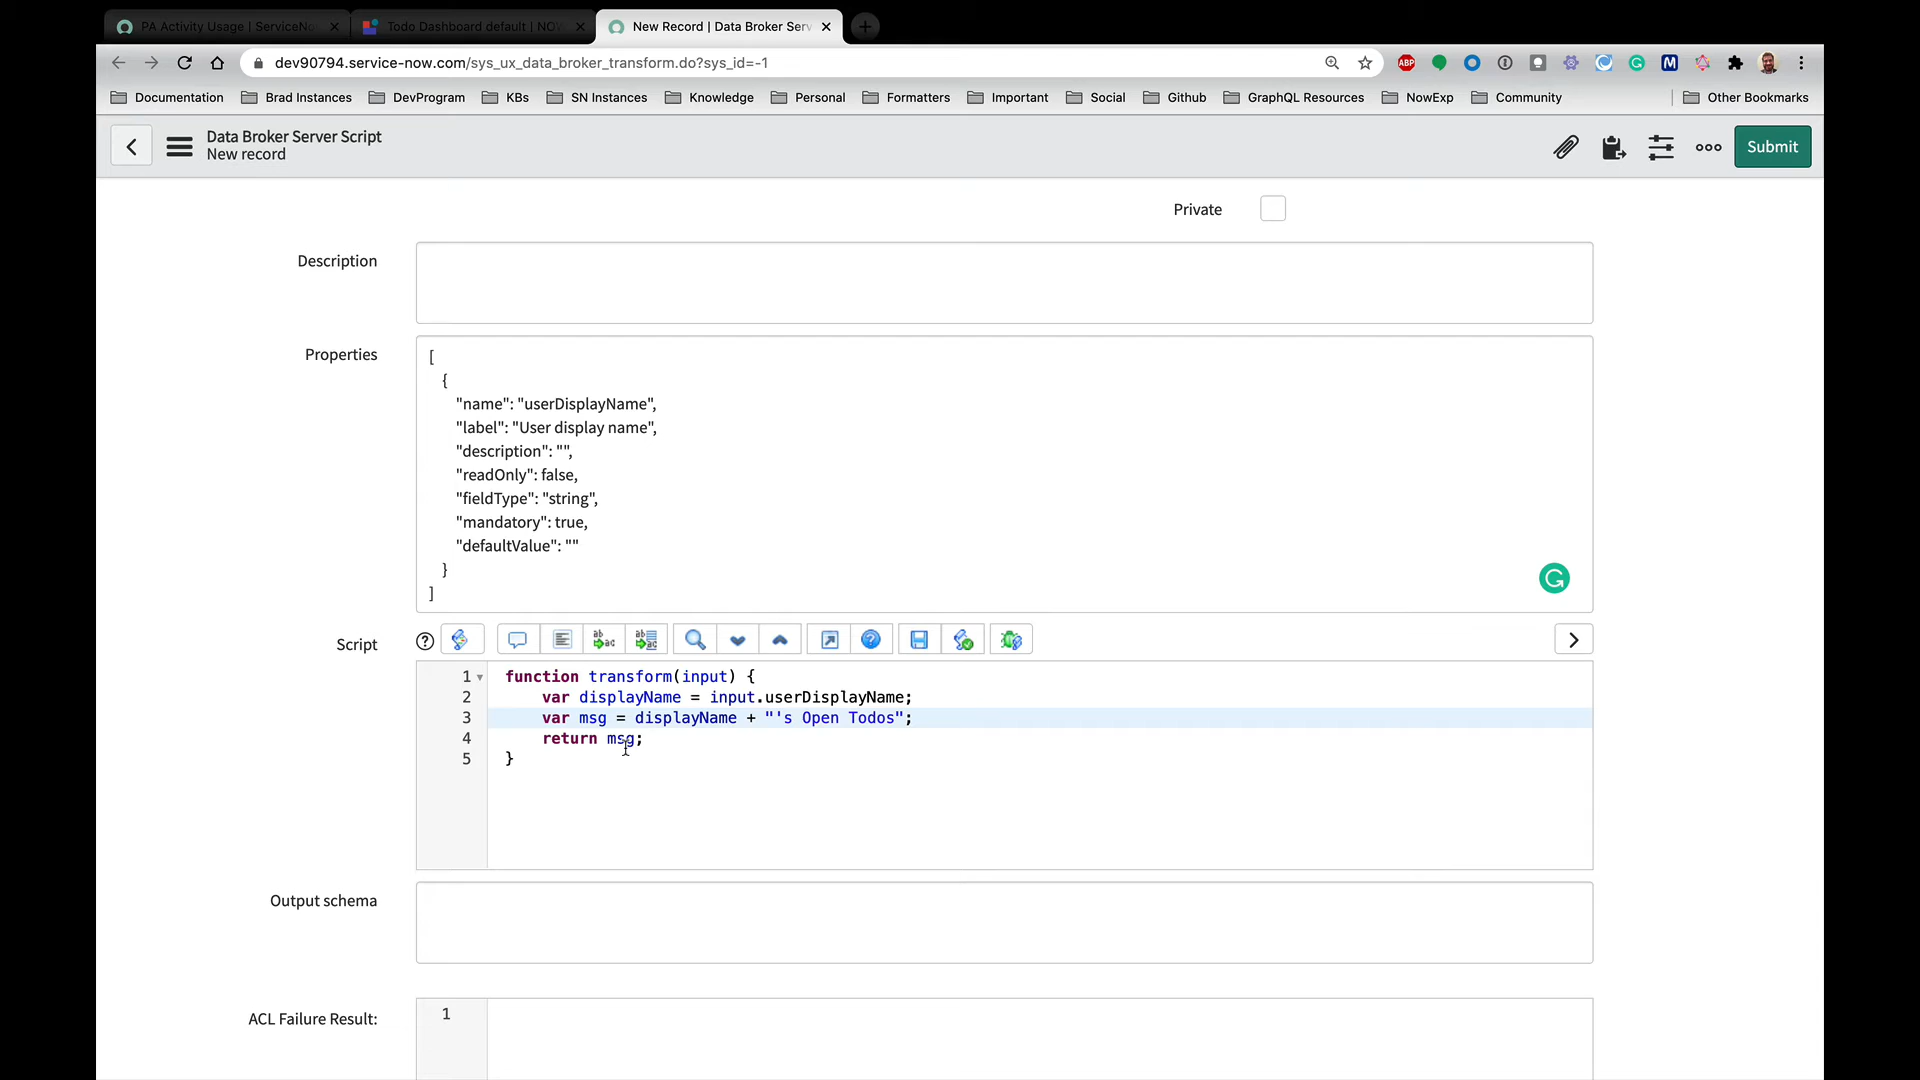 PA Activity Usage | ServiceNo
Todo Dashboard default | NOW
New Record | Data Broker Serv
dev90794.service-now.com/sys_ux_data_broker_transform.do?sys_id=-1
ABP
M
Documentation
Brad Instances
DevProgram
KBs
SN Instances
Knowledge
Personal
Formatters
Important
Social
Github
GraphQL Resources
NowExp
Community
Other Bookmarks
Data Broker Server Script
New record
Submit
Private
Description
Properties
[
{
"name": "userDisplayName",
"label": "User display name",
"description": "",
"readOnly": false,
"fieldType": "string",
"mandatory": true,
"defaultValue": ""
}
]
Script
1 function transform(input) {
2 var displayName = input.userDisplayName;
3 var msg = displayName + "'s Open Todos";
4 return msg;
5 }
Output schema
ACL Failure Result:
1